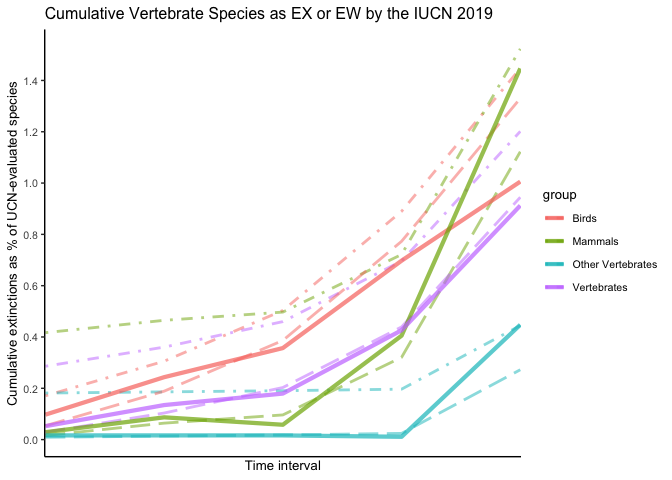 Cumulative Vertebrate Species as EX or EW by the IUCN 2019
Cumulative extinctions as % of UCN-evaluated species
1.4
1.2
1.0
0.8
0.6
0.4
0.2
0.0
Time interval
group
Birds
Mammals
Other Vertebrates
Vertebrates